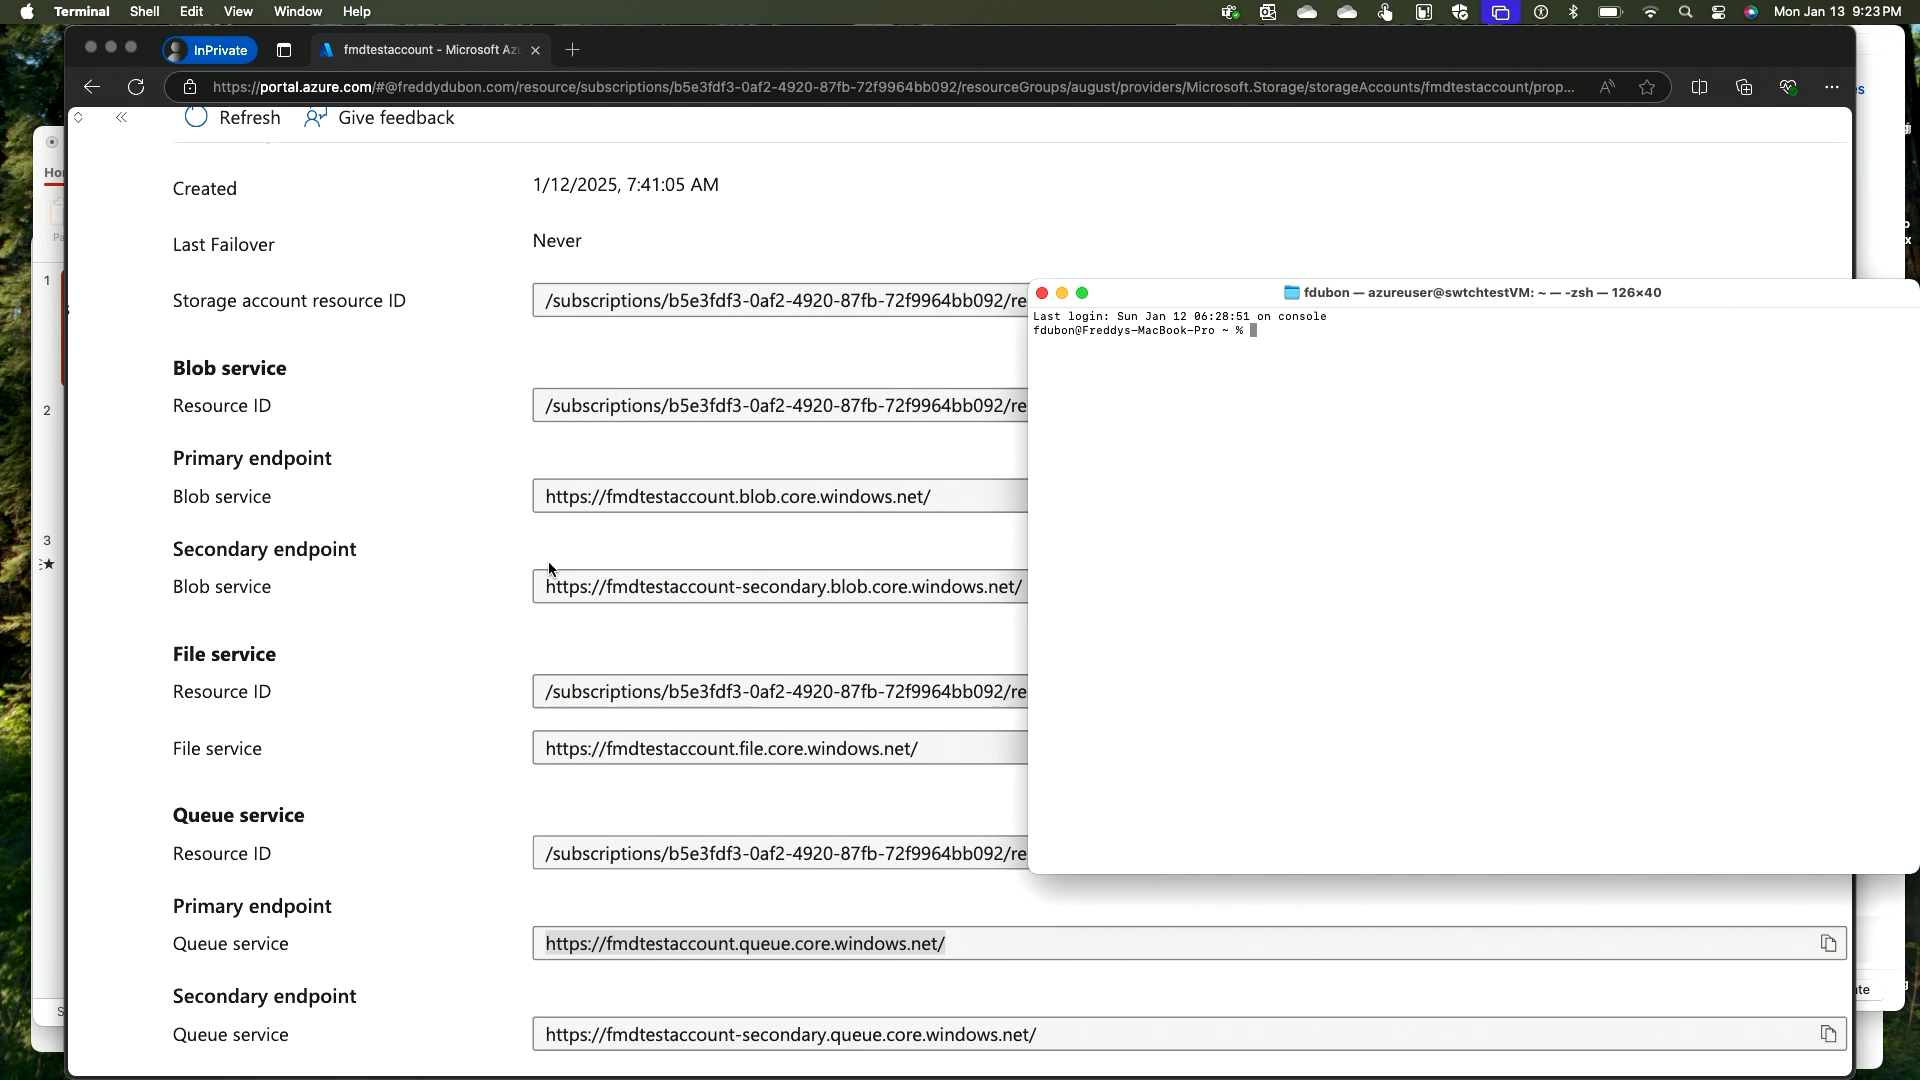 Terminal Shell Edit View Window Help
Mon Jan 13 9:23 PM
InPrivate
fmdtestaccount - Microsoft Az
https://portal.azure.com/#@freddydubon.com/resource/subscriptions/b5e3fdf3-0af2-4920-87fb-72f9964bb092/resourceGroups/august/providers/Microsoft.Storage/storageAccounts/fmdtestaccount/prop...
Refresh Give feedback
Created 1/12/2025, 7:41:05 AM
Last Failover Never
Storage account resource ID /subscriptions/b5e3fdf3-0af2-4920-87fb-72f9964bb092/re
Blob service
Resource ID /subscriptions/b5e3fdf3-0af2-4920-87fb-72f9964bb092/re
Primary endpoint
Blob service https://fmdtestaccount.blob.core.windows.net/
Secondary endpoint
Blob service https://fmdtestaccount-secondary.blob.core.windows.net/
File service
Resource ID /subscriptions/b5e3fdf3-0af2-4920-87fb-72f9964bb092/re
File service https://fmdtestaccount.file.core.windows.net/
Queue service
Resource ID /subscriptions/b5e3fdf3-0af2-4920-87fb-72f9964bb092/re
Primary endpoint
Queue service https://fmdtestaccount.queue.core.windows.net/
Secondary endpoint
Queue service https://fmdtestaccount-secondary.queue.core.windows.net/
fdubon — azureuser@swtchtestVM: ~ — -zsh — 126×40
Last login: Sun Jan 12 06:28:51 on console
fdubon@Freddys-MacBook-Pro ~ %
1
2
3